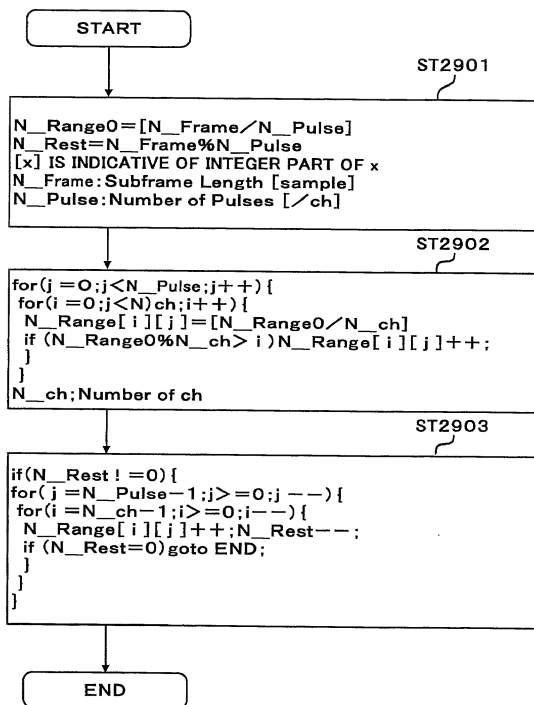 START
ST2901
N__Range0=[N__Frame/N__Pulse]
N__Rest=N__Frame%N__Pulse
[x] IS INDICATIVE OF INTEGER PART OF x
N__Frame:Subframe Length [sample]
N__Pulse:Number of Pulses [/ch]
ST2902
for(j =0;j<N__Pulse;j++){
for(i =0;j<N)ch;i++){
N__Range[ i ][ j ]=[N__Range0/N__ch]
if (N__Range0%N__ch> i )N__Range[ i ][ j ]++;
}
}
N__ch;Number of ch
ST2903
if(N__Rest ! =0){
for( j =N__Pulse-1;j>=0;j --){
for(i =N__ch-1;i>=0;i--){
N__Range[ i ][ j ]++;N__Rest--;
if (N__Rest=0)goto END;
}
}
}
END